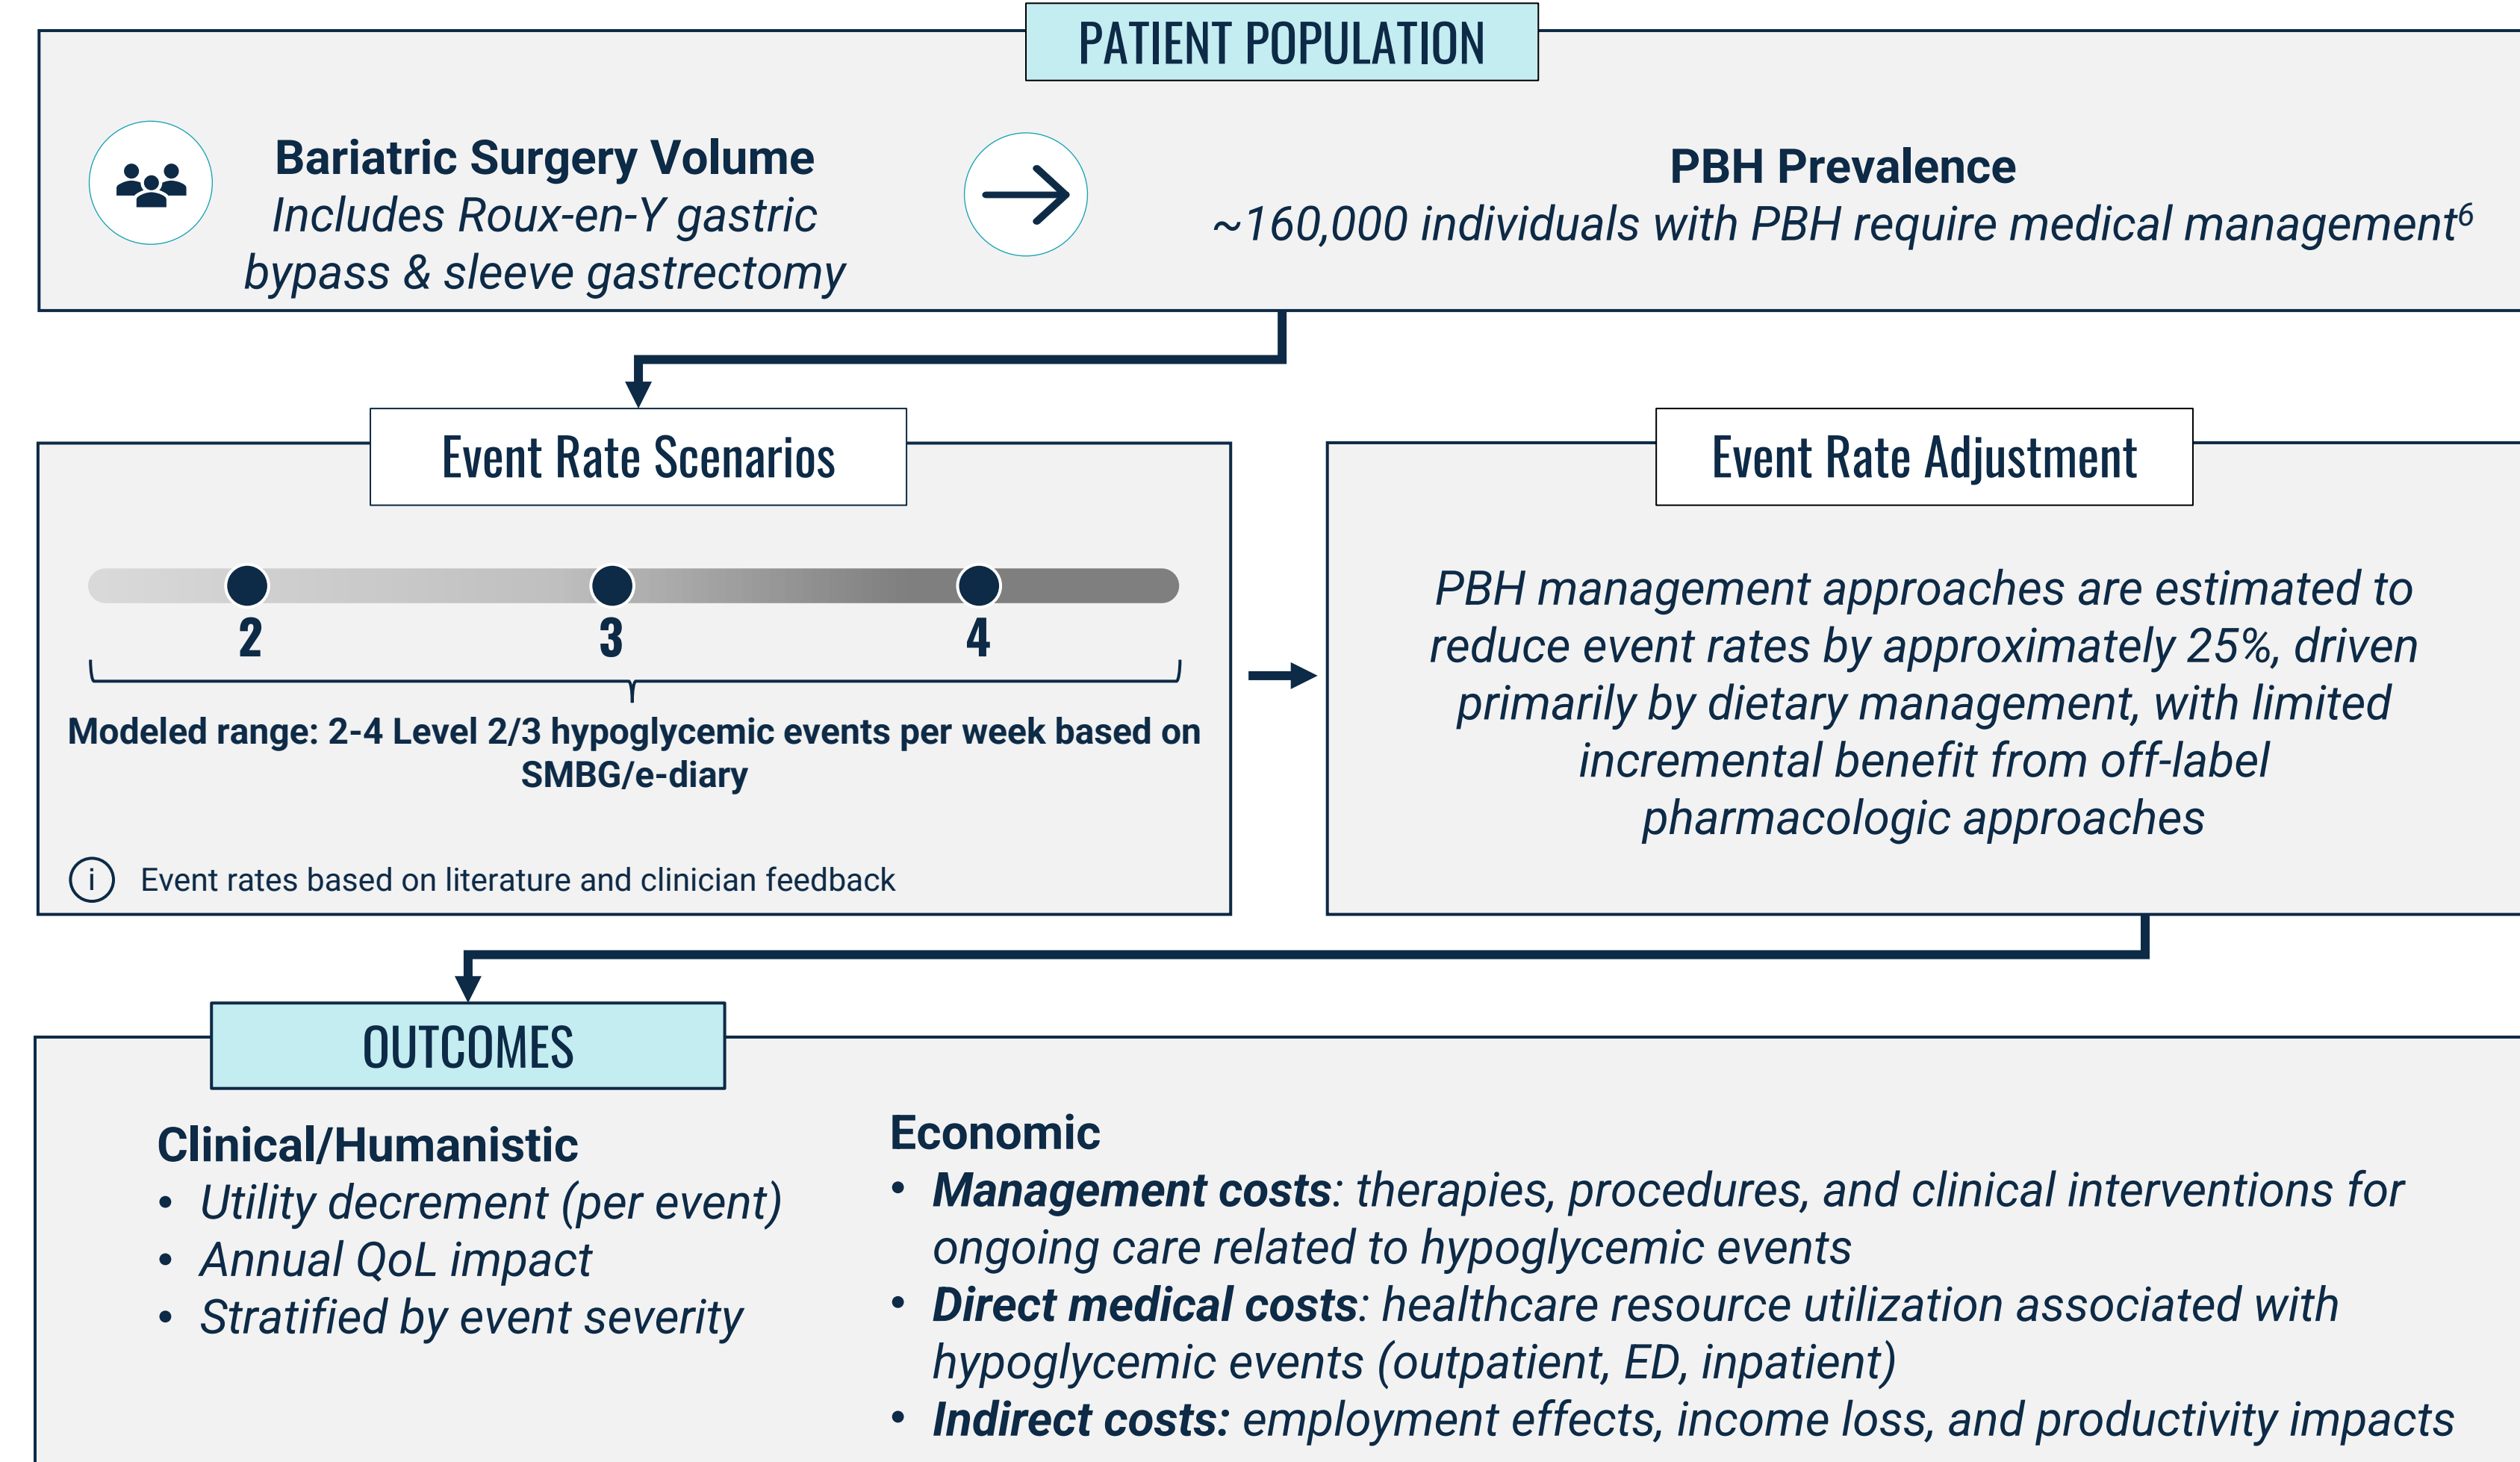 PATIENT POPULATION
Bariatric Surgery Volume
Includes Roux-en-Y gastric
bypass & sleeve gastrectomy
PBH Prevalence
~160,000 individuals with PBH require medical management⁶
Event Rate Scenarios
2 3 4
Modeled range: 2-4 Level 2/3 hypoglycemic events per week based on
SMBG/e-diary
i Event rates based on literature and clinician feedback
Event Rate Adjustment
PBH management approaches are estimated to
reduce event rates by approximately 25%, driven
primarily by dietary management, with limited
incremental benefit from off-label
pharmacologic approaches
OUTCOMES
Clinical/Humanistic
• Utility decrement (per event)
• Annual QoL impact
• Stratified by event severity
Economic
• Management costs: therapies, procedures, and clinical interventions for
ongoing care related to hypoglycemic events
• Direct medical costs: healthcare resource utilization associated with
hypoglycemic events (outpatient, ED, inpatient)
• Indirect costs: employment effects, income loss, and productivity impacts